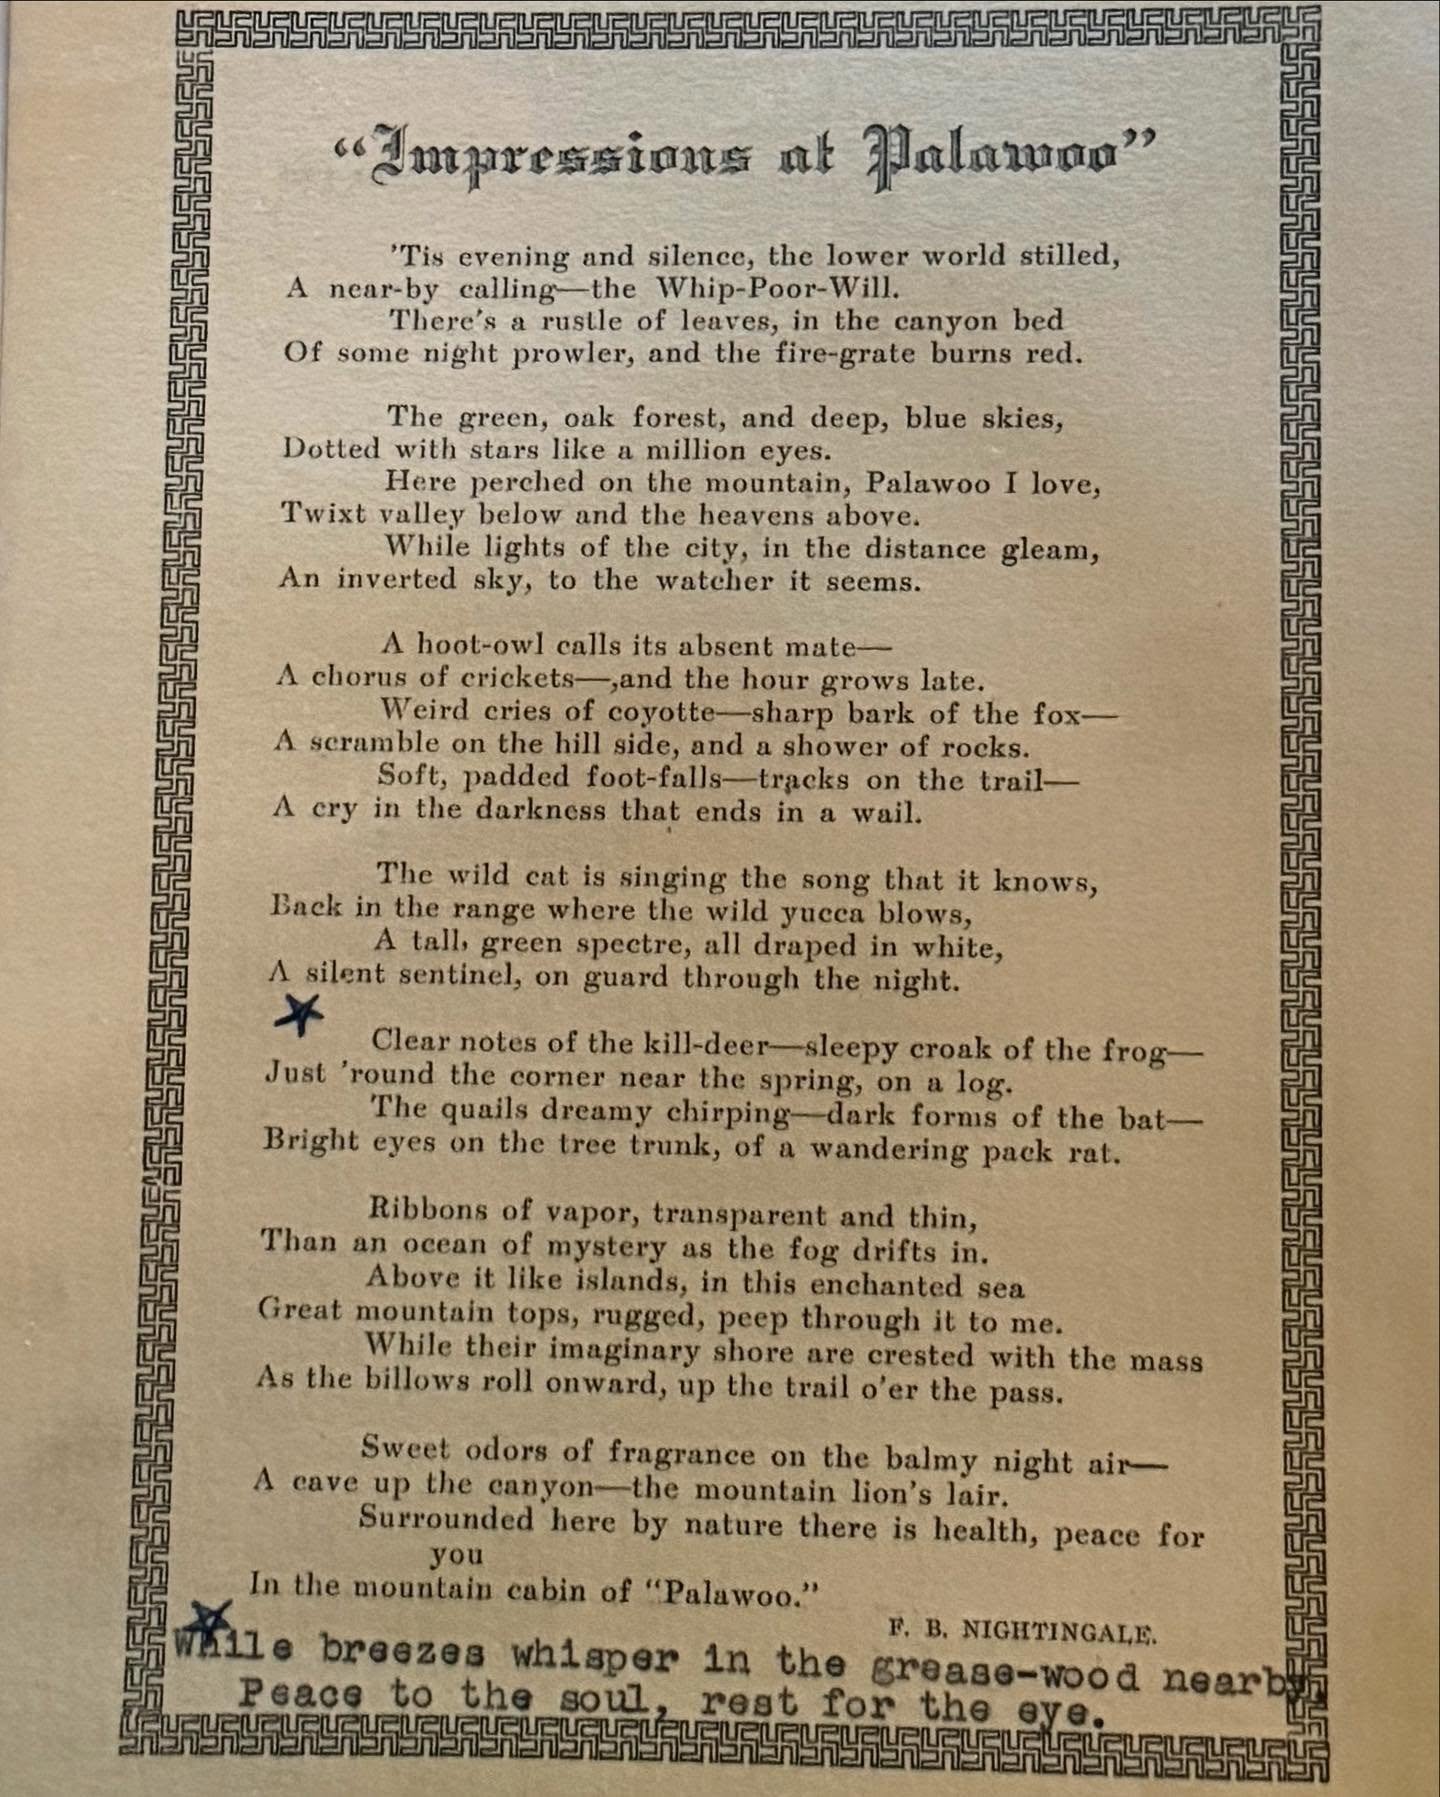 "Impressions at Palawoo"
'Tis evening and silence, the lower world stilled,
A near-by calling—the Whip-Poor-Will.
There's a rustle of leaves, in the canyon bed
Of some night prowler, and the fire-grate burns red.
The green, oak forest, and deep, blue skies,
Dotted with stars like a million eyes.
Here perched on the mountain, Palawoo I love,
Twixt valley below and the heavens above.
While lights of the city, in the distance gleam,
An inverted sky, to the watcher it seems.
A hoot-owl calls its absent mate—
A chorus of crickets—,and the hour grows late.
Weird cries of coyotte—sharp bark of the fox—
A scramble on the hill side, and a shower of rocks.
Soft, padded foot-falls—tracks on the trail—
A cry in the darkness that ends in a wail.
The wild cat is singing the song that it knows,
Back in the range where the wild yucca blows,
A tall, green spectre, all draped in white,
A silent sentinel, on guard through the night.
Clear notes of the kill-deer—sleepy croak of the frog—
Just 'round the corner near the spring, on a log.
The quails dreamy chirping—dark forms of the bat—
Bright eyes on the tree trunk, of a wandering pack rat.
Ribbons of vapor, transparent and thin,
Than an ocean of mystery as the fog drifts in.
Above it like islands, in this enchanted sea
Great mountain tops, rugged, peep through it to me.
While their imaginary shore are crested with the mass
As the billows roll onward, up the trail o'er the pass.
Sweet odors of fragrance on the balmy night air—
A cave up the canyon—the mountain lion's lair.
Surrounded here by nature there is health, peace for
you
In the mountain cabin of "Palawoo."
F. B. NIGHTINGALE.
While breezes whisper in the grease-wood nearby,
Peace to the soul, rest for the eye.